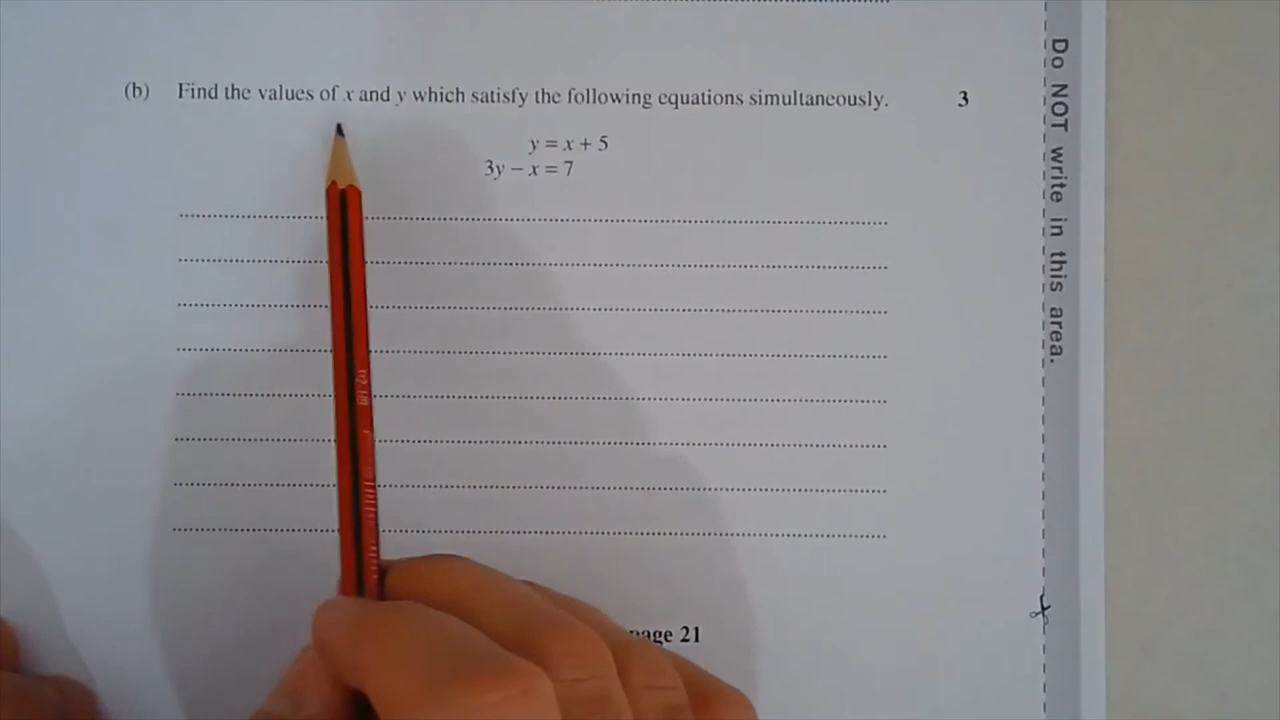 (b) Find the values of x and y which satisfy the following equations simultaneously. 3
y = x + 5
3y – x = 7
21
Do NOT write in this area.